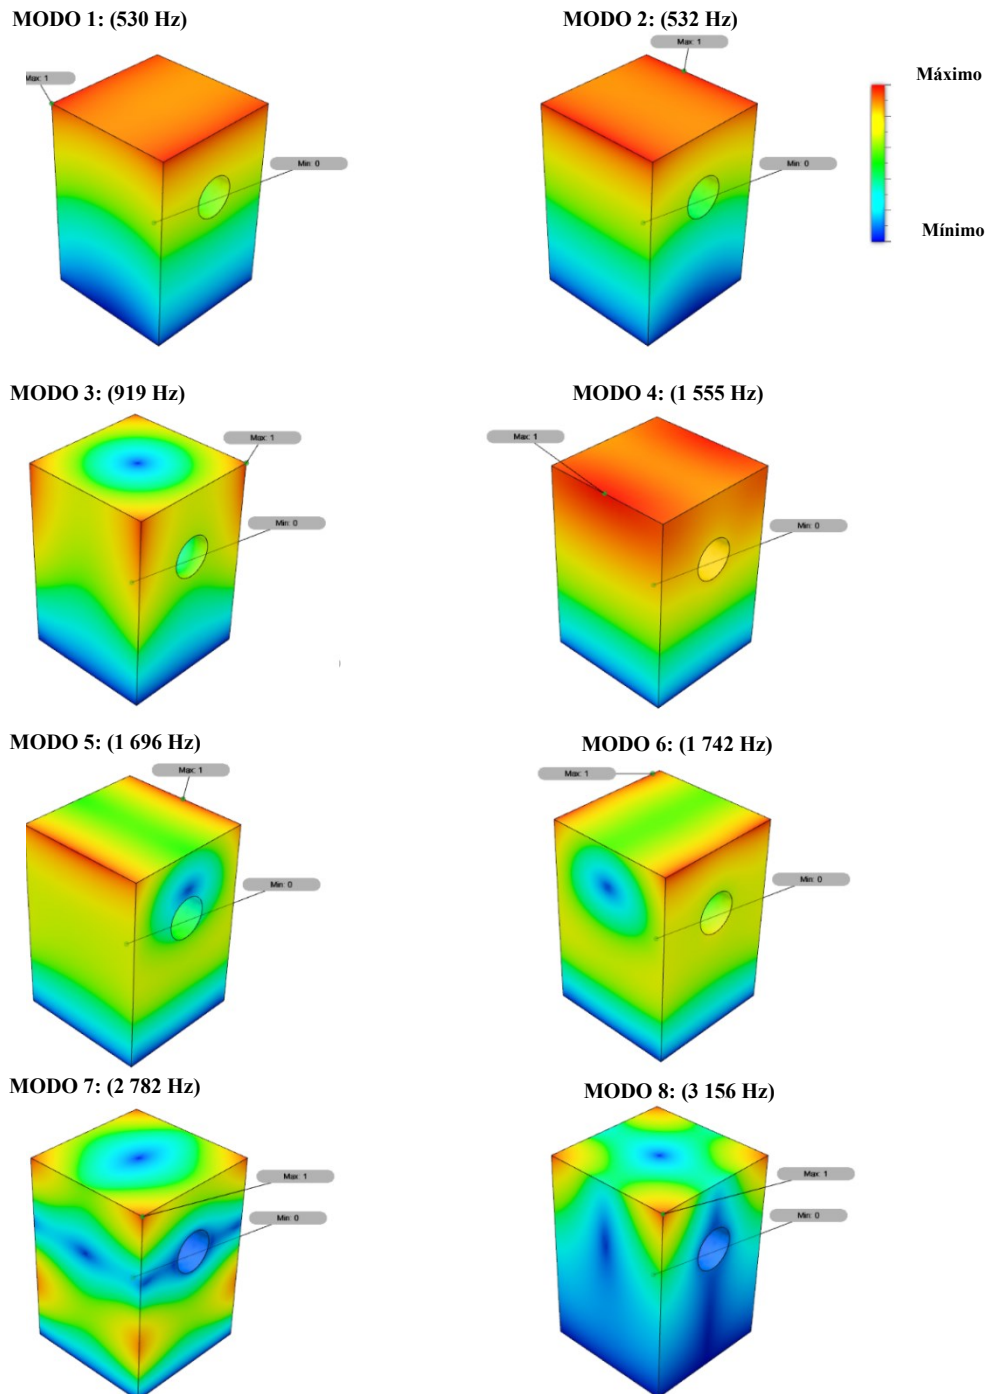 MODO 1: (530 Hz)
MODO 2: (532 Hz)
Max: 1
Max: 1
Máximo
Min: 0
Min: 0
Mínimo
MODO 3: (919 Hz)
MODO 4: (1 555 Hz)
Max: 1
Max: 1
Min: 0
Min: 0
MODO 5: (1 696 Hz)
MODO 6: (1 742 Hz)
Max: 1
Max: 1
Min: 0
Min: 0
MODO 7: (2 782 Hz)
MODO 8: (3 156 Hz)
Max: 1
Max: 1
Min: 0
Min: 0